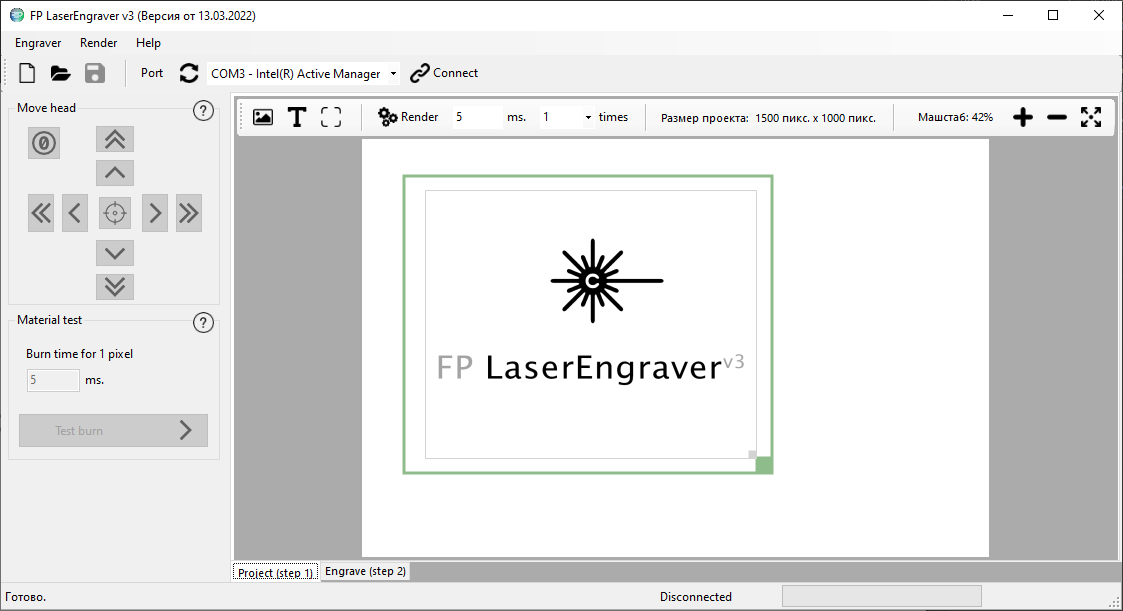 FP LaserEngraver v3 (Версия от 13.03.2022)
Engraver Render Help
Port COM3 - Intel(R) Active Manager Connect
Move head ?
0
Material test ?
Burn time for 1 pixel
5 ms.
Test burn
T Render 5 ms. 1 times Размер проекта: 1500 пикс. x 1000 пикс. Машстаб: 42%
FP LaserEngraver v3
Project (step 1) Engrave (step 2)
Готово. Disconnected